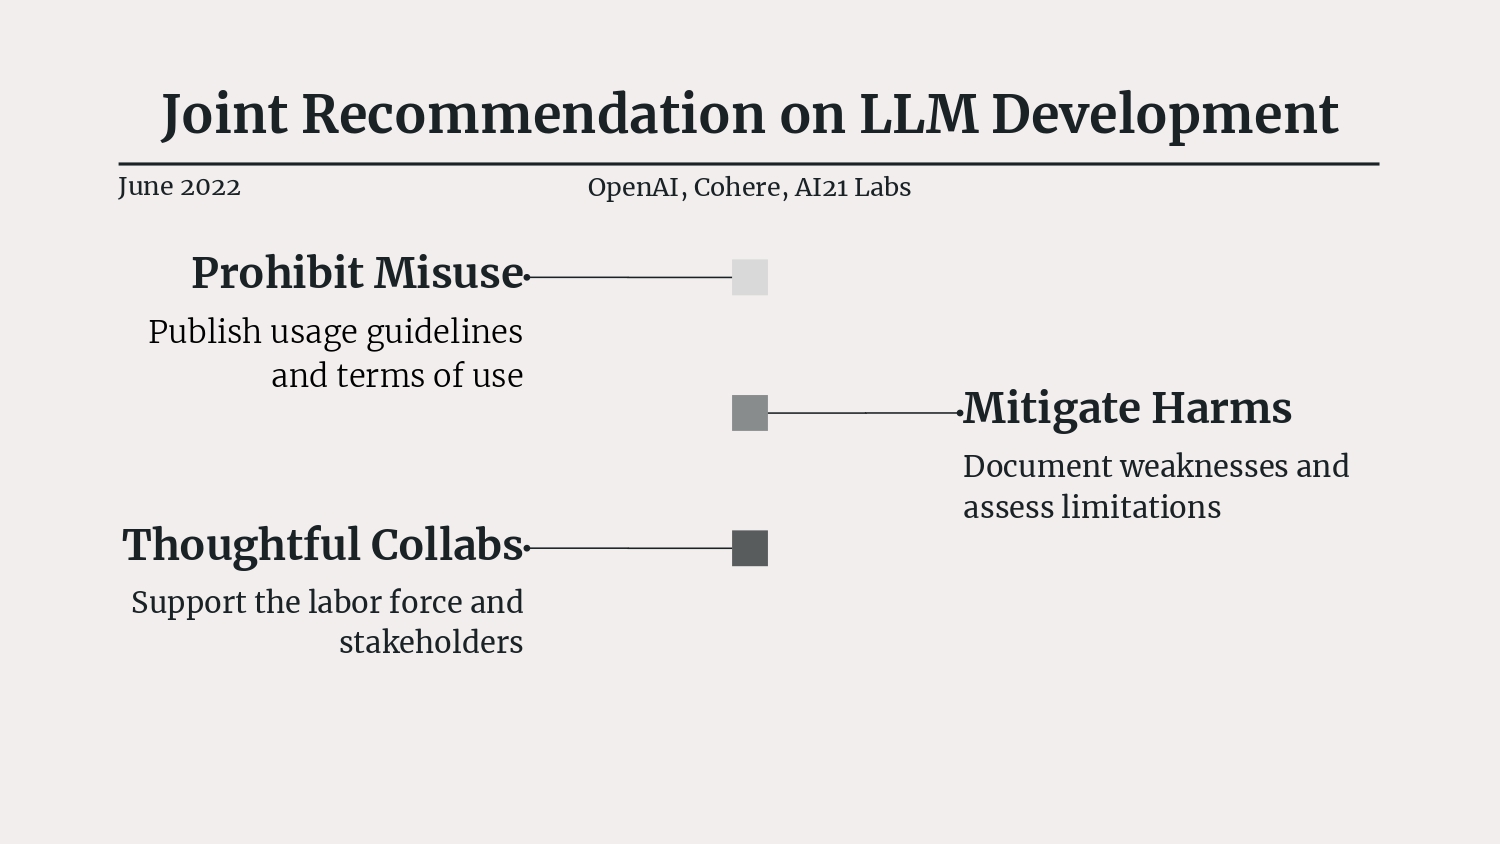 Joint Recommendation on LLM Development
June 2022
OpenAI, Cohere, AI21 Labs
Prohibit Misuse
Publish usage guidelines
and terms of use
Mitigate Harms
Document weaknesses and
assess limitations
Thoughtful Collabs
Support the labor force and
stakeholders